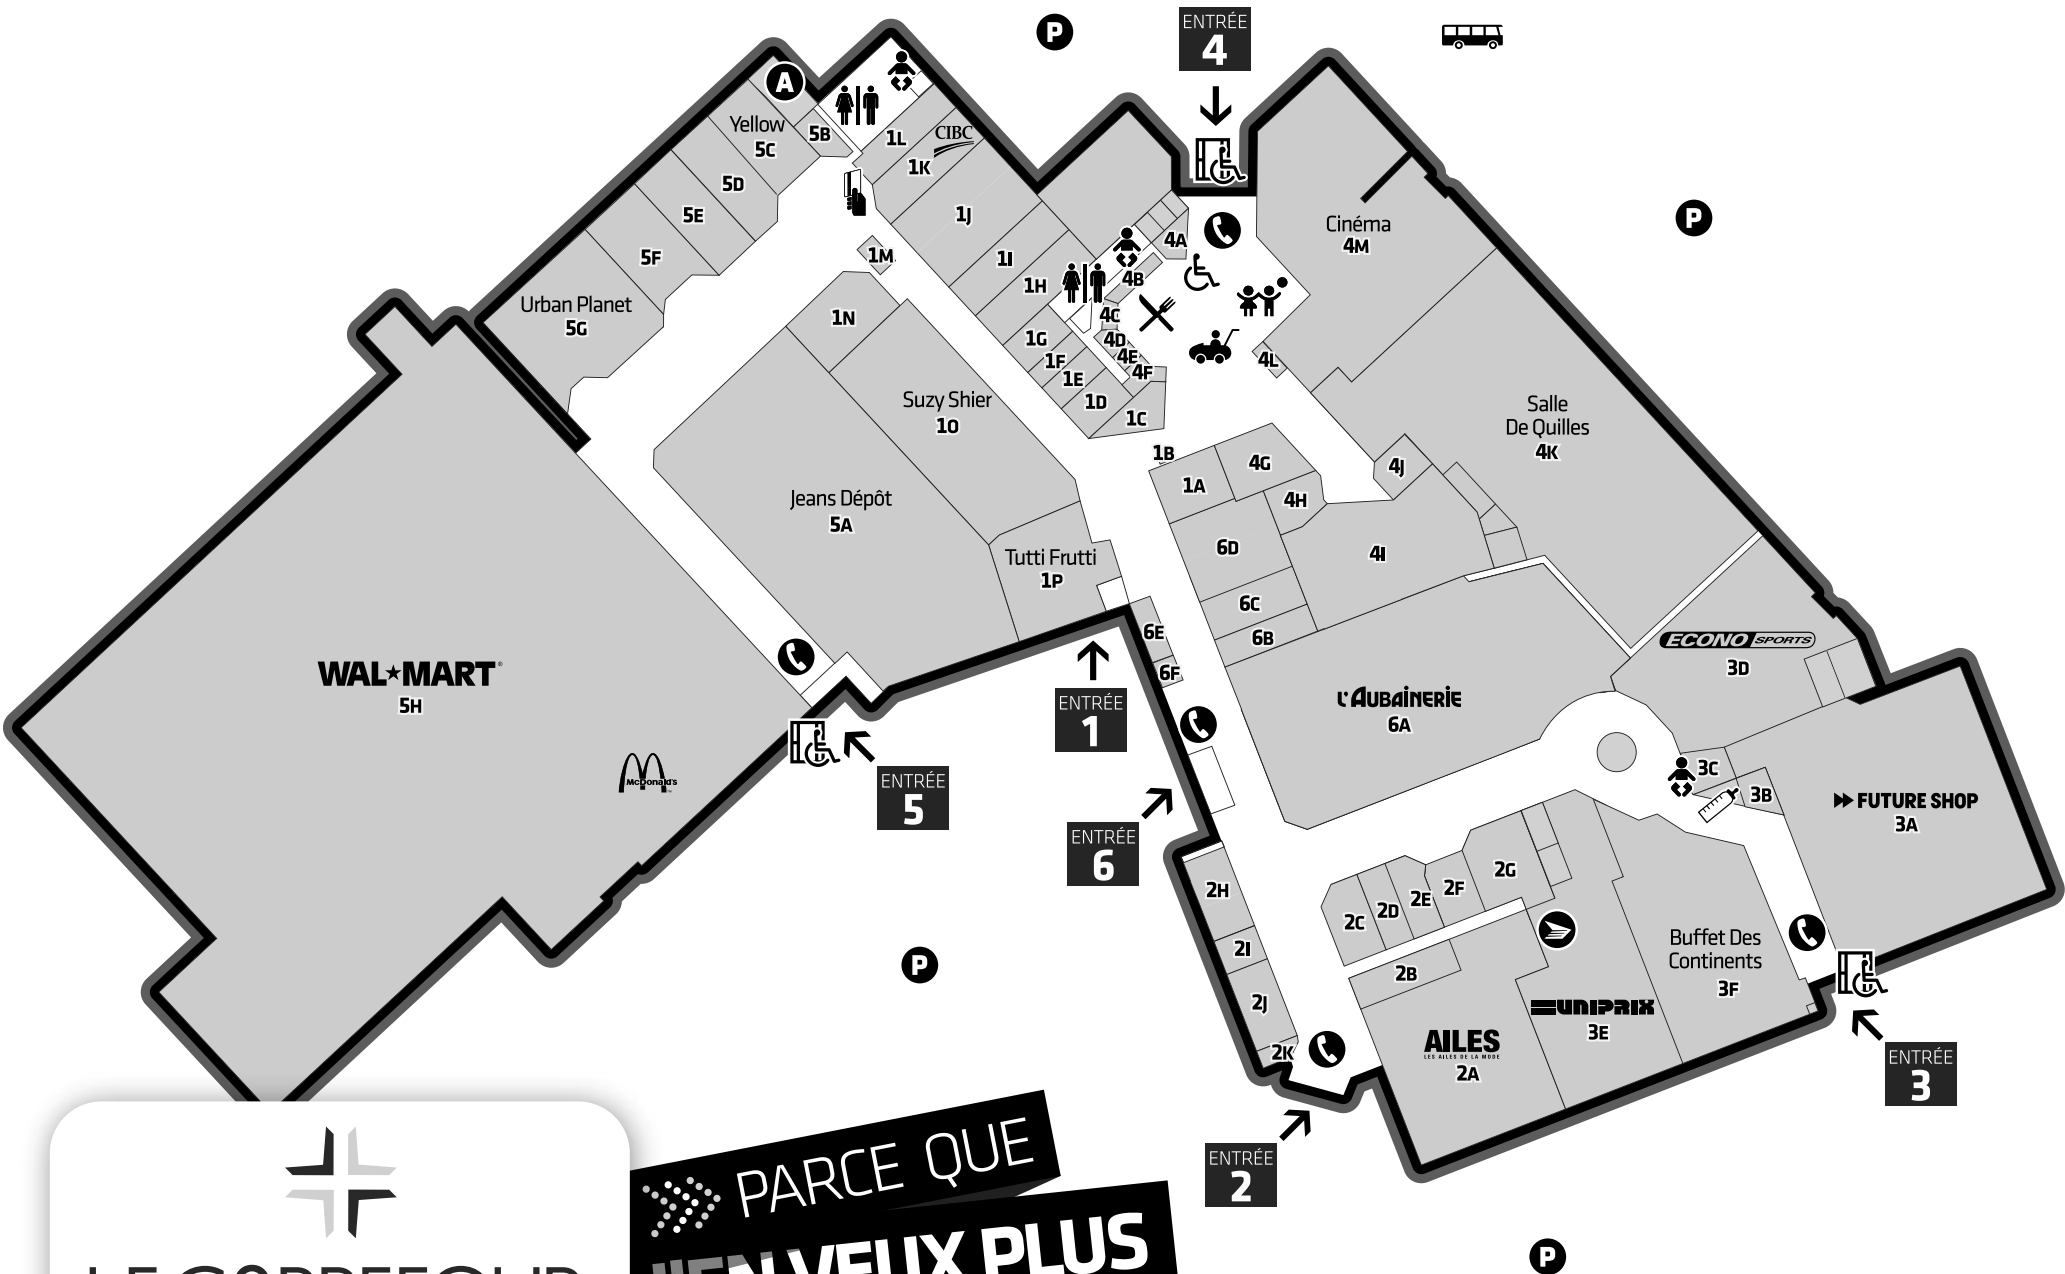 P
ENTRÉE
4
A
Yellow
5C
5B
1L
CIBC
1K
5D
5E
5F
1J
1M
1I
1H
Urban Planet
5G
1N
4A
4B
4C
4D
4E
4F
1G
1F
1E
1D
1C
Cinéma
4M
P
4L
Suzy Shier
1O
Salle
De Quilles
4K
1B
1A
4G
4H
4J
Jeans Dépôt
5A
Tutti Frutti
1P
6D
4I
6C
6B
6E
6F
WAL★MART®
5H
McDonald's
ENTRÉE
1
ENTRÉE
5
ENTRÉE
6
L'AUBAINERIE
6A
ECONO SPORTS
3D
3C
3B
FUTURE SHOP
3A
2H
2I
2J
2K
2C
2D
2E
2F
2G
2B
P
Buffet Des
Continents
3F
UNIPRIX
3E
AILES
LES AILES DE LA MODE
2A
ENTRÉE
3
ENTRÉE
2
PARCE QUE
J'EN VEUX PLUS
P